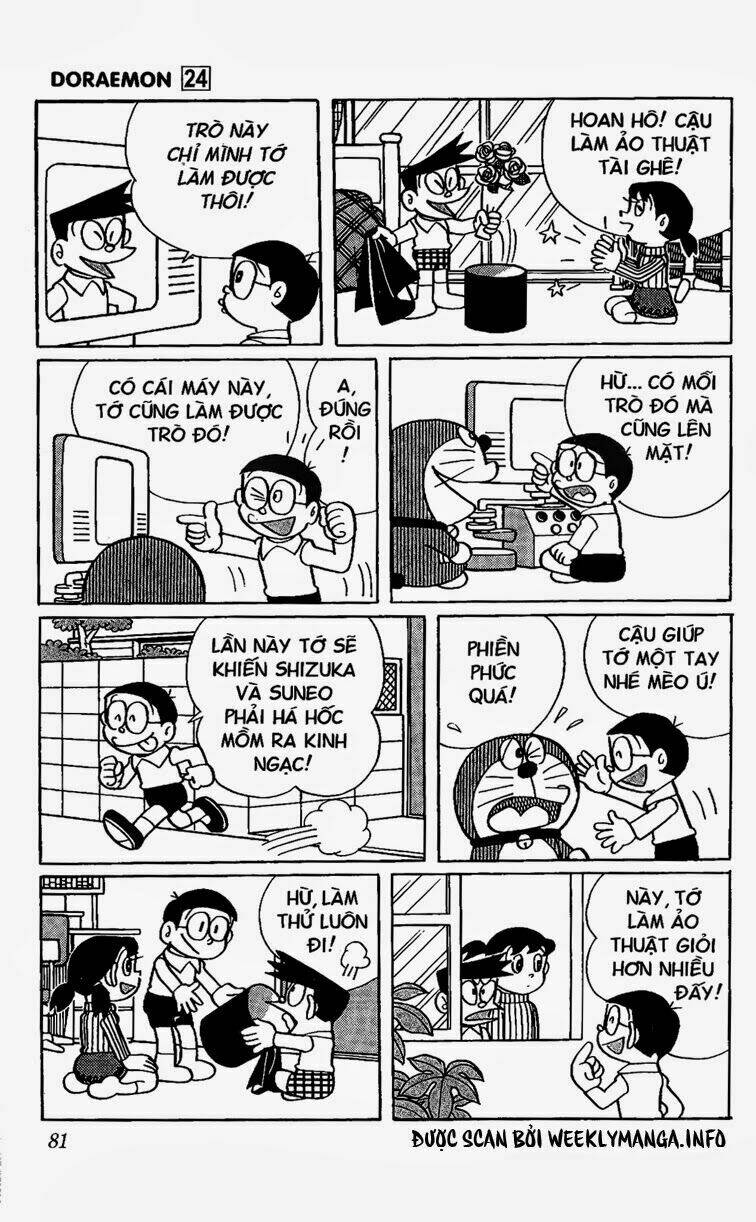 DORAEMON 24
HOAN HÔ! CẬU
LÀM ẢO THUẬT
TÀI GHÊ!
TRÒ NÀY
CHỈ MÌNH TỚ
LÀM ĐƯỢC
THÔI!
HỪ... CÓ MỖI
TRÒ ĐÓ MÀ
CŨNG LÊN
MẶT!
A,
ĐÚNG
RỒI
!
CÓ CÁI MÁY NÀY,
TỚ CŨNG LÀM ĐƯỢC
TRÒ ĐÓ!
CẬU GIÚP
TỚ MỘT TAY
NHÉ MÈO Ú!
PHIỀN
PHỨC
QUÁ!
LẦN NÀY TỚ SẼ
KHIẾN SHIZUKA
VÀ SUNEO
PHẢI HÁ HỐC
MỒM RA KINH
NGẠC!
NÀY, TỚ
LÀM ẢO
THUẬT GIỎI
HƠN NHIỀU
ĐẤY!
HỪ, LÀM
THỬ LUÔN
ĐI!
81
ĐƯỢC SCAN BỞI WEEKLYMANGA.INFO